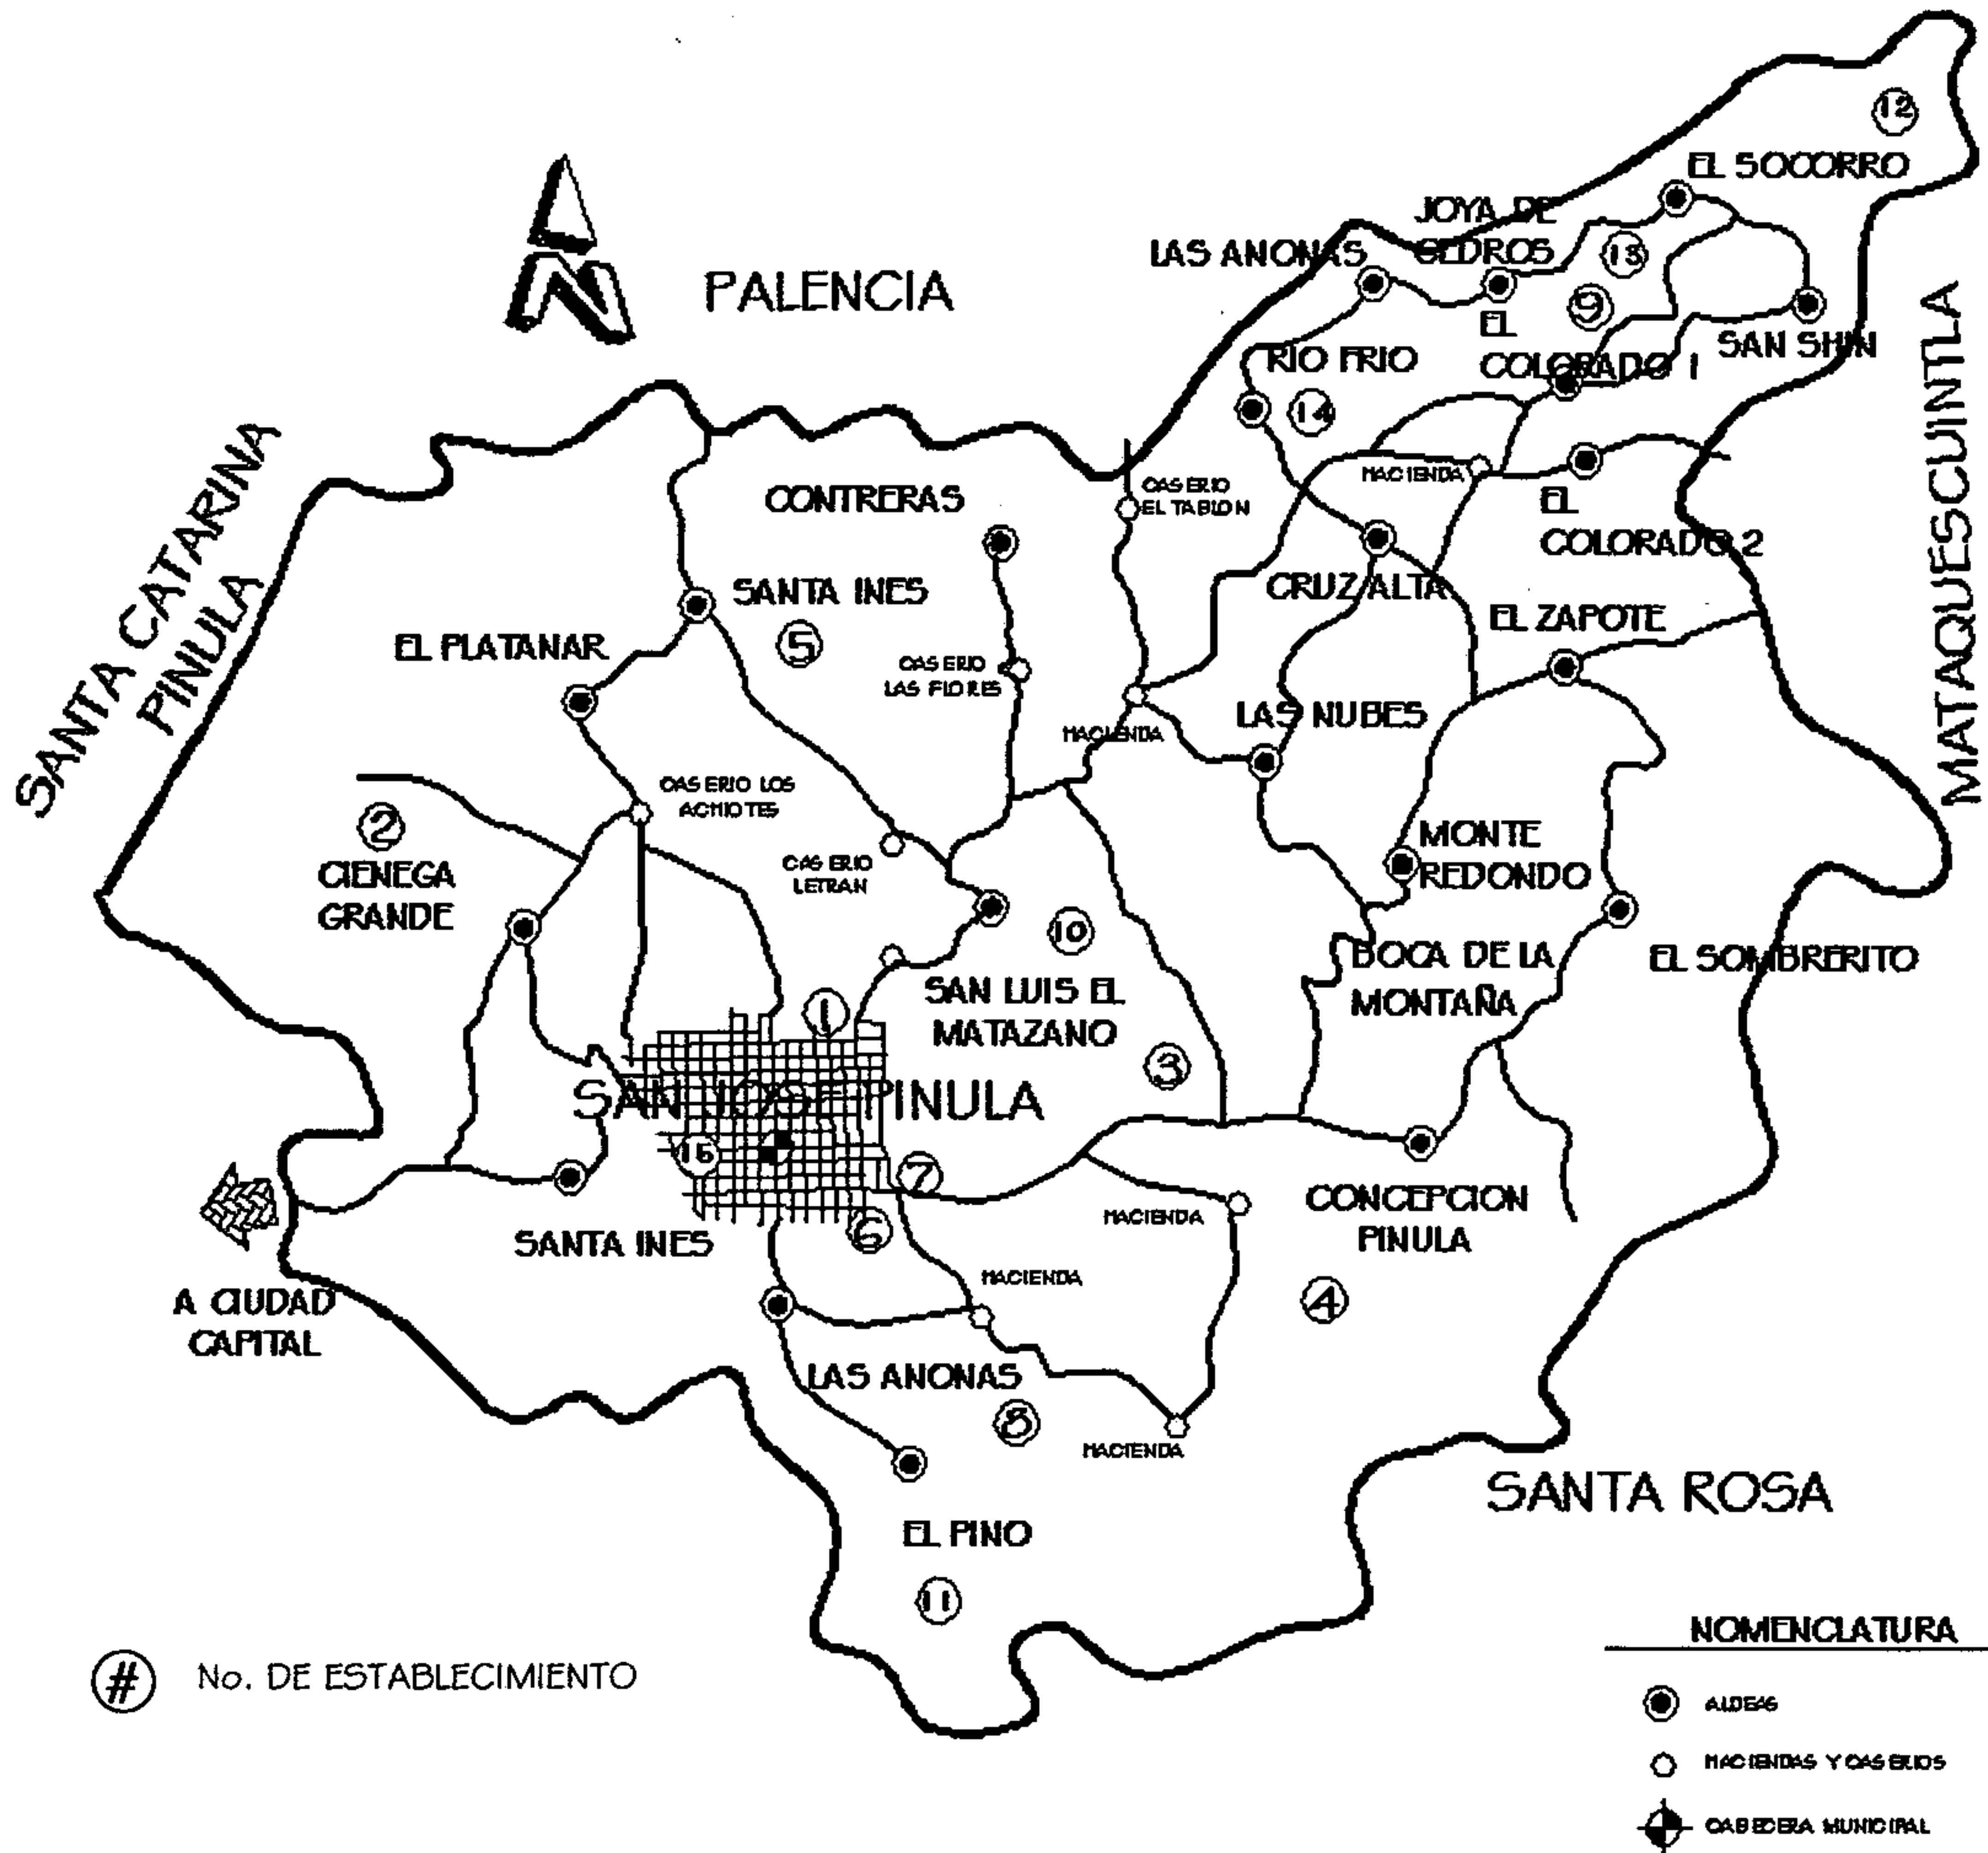 12
EL SOCORRO
JOYA DE
CEDROS
13
LAS ANONAS
N
PALENCIA
9
EL
COLORADO 1
SAN SHIN
RIO FRIO
14
MATAQUESCUINTLA
SANTA CATARINA
PINULA
HACIENDA
CONTRERAS
CASERIO
EL TABLON
EL
COLORADO 2
CRUZ ALTA
SANTA INES
EL ZAPOTE
5
EL PLATANAR
CASERIO
LAS FLORES
LAS NUBES
HACIENDA
CASERIO LOS
ACHIOTES
2
CIENEGA
GRANDE
CASERIO
LETRAN
MONTE
REDONDO
10
BOCA DE LA
MONTAÑA
EL SOMBRERITO
SAN LUIS EL
MATAZANO
1
3
SAN JOSE PINULA
15
7
6
HACIENDA
CONCEPCION
PINULA
SANTA INES
HACIENDA
4
A CIUDAD
CAPITAL
LAS ANONAS
8
HACIENDA
SANTA ROSA
EL PINO
11
NOMENCLATURA
# No. DE ESTABLECIMIENTO
ALDEAS
HACIENDAS Y CASERIOS
CABECERA MUNICIPAL